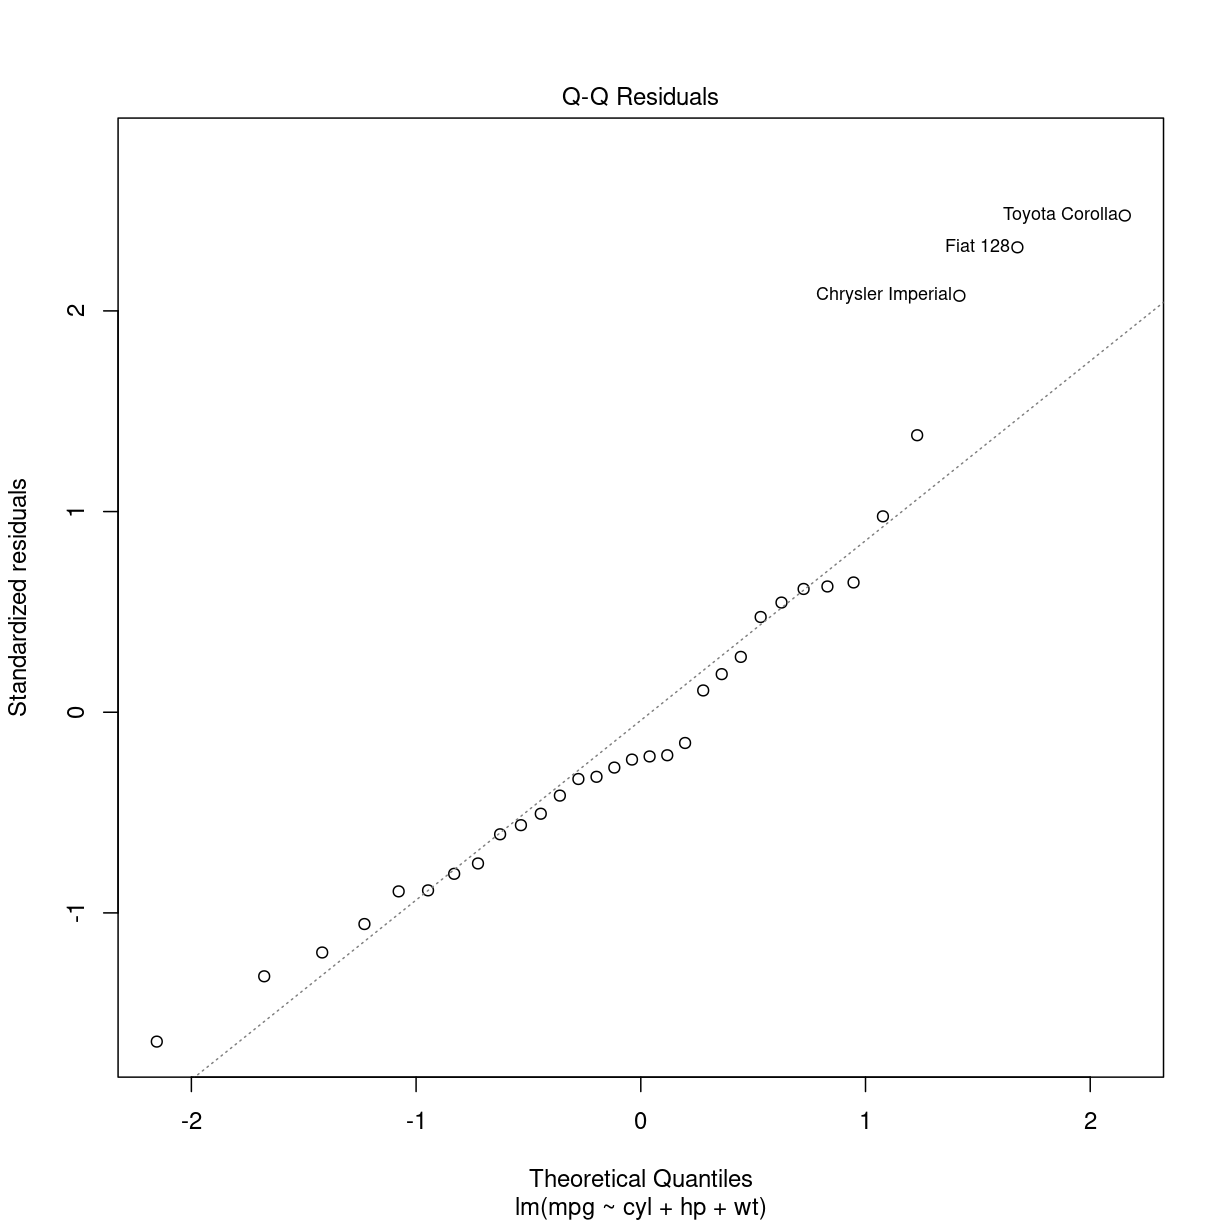 Q-Q Residuals
Toyota Corolla
Fiat 128
Chrysler Imperial
Standardized residuals
2
1
0
-1
-2
-1
0
1
2
Theoretical Quantiles
lm(mpg ~ cyl + hp + wt)